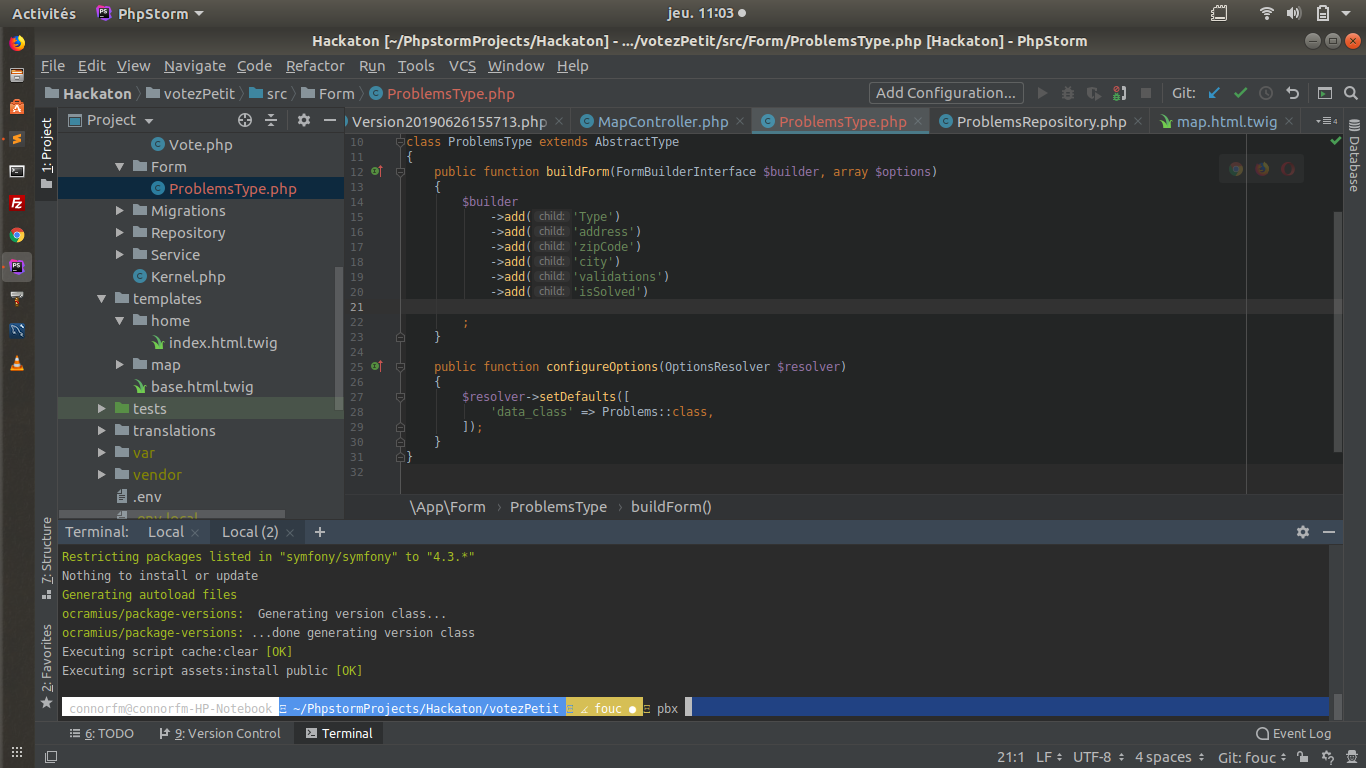 Activités PhpStorm jeu. 11:03
Hackaton [~/PhpstormProjects/Hackaton] - .../votezPetit/src/Form/ProblemsType.php [Hackaton] - PhpStorm
File Edit View Navigate Code Refactor Run Tools VCS Window Help
Hackaton votezPetit src Form ProblemsType.php Add Configuration... Git:
Project Version20190626155713.php MapController.php ProblemsType.php ProblemsRepository.php map.html.twig 4
1: Project
Database
Vote.php
Form
ProblemsType.php
Migrations
Repository
Service
Kernel.php
templates
home
index.html.twig
map
base.html.twig
tests
translations
var
vendor
.env
.env.local
10 class ProblemsType extends AbstractType
11 {
12 public function buildForm(FormBuilderInterface $builder, array $options)
13 {
14 $builder
15 ->add( child: 'Type')
16 ->add( child: 'address')
17 ->add( child: 'zipCode')
18 ->add( child: 'city')
19 ->add( child: 'validations')
20 ->add( child: 'isSolved')
21
22 ;
23 }
24
25 public function configureOptions(OptionsResolver $resolver)
26 {
27 $resolver->setDefaults([
28 'data_class' => Problems::class,
29 ]);
30 }
31 }
32
\App\Form ProblemsType buildForm()
7: Structure
2: Favorites
Terminal: Local Local (2) +
Restricting packages listed in "symfony/symfony" to "4.3.*"
Nothing to install or update
Generating autoload files
ocramius/package-versions: Generating version class...
ocramius/package-versions: ...done generating version class
Executing script cache:clear [OK]
Executing script assets:install public [OK]
connorfm@connorfm-HP-Notebook ~/PhpstormProjects/Hackaton/votezPetit fouc ● pbx
6: TODO 9: Version Control Terminal Event Log
21:1 LF UTF-8 4 spaces Git: fouc